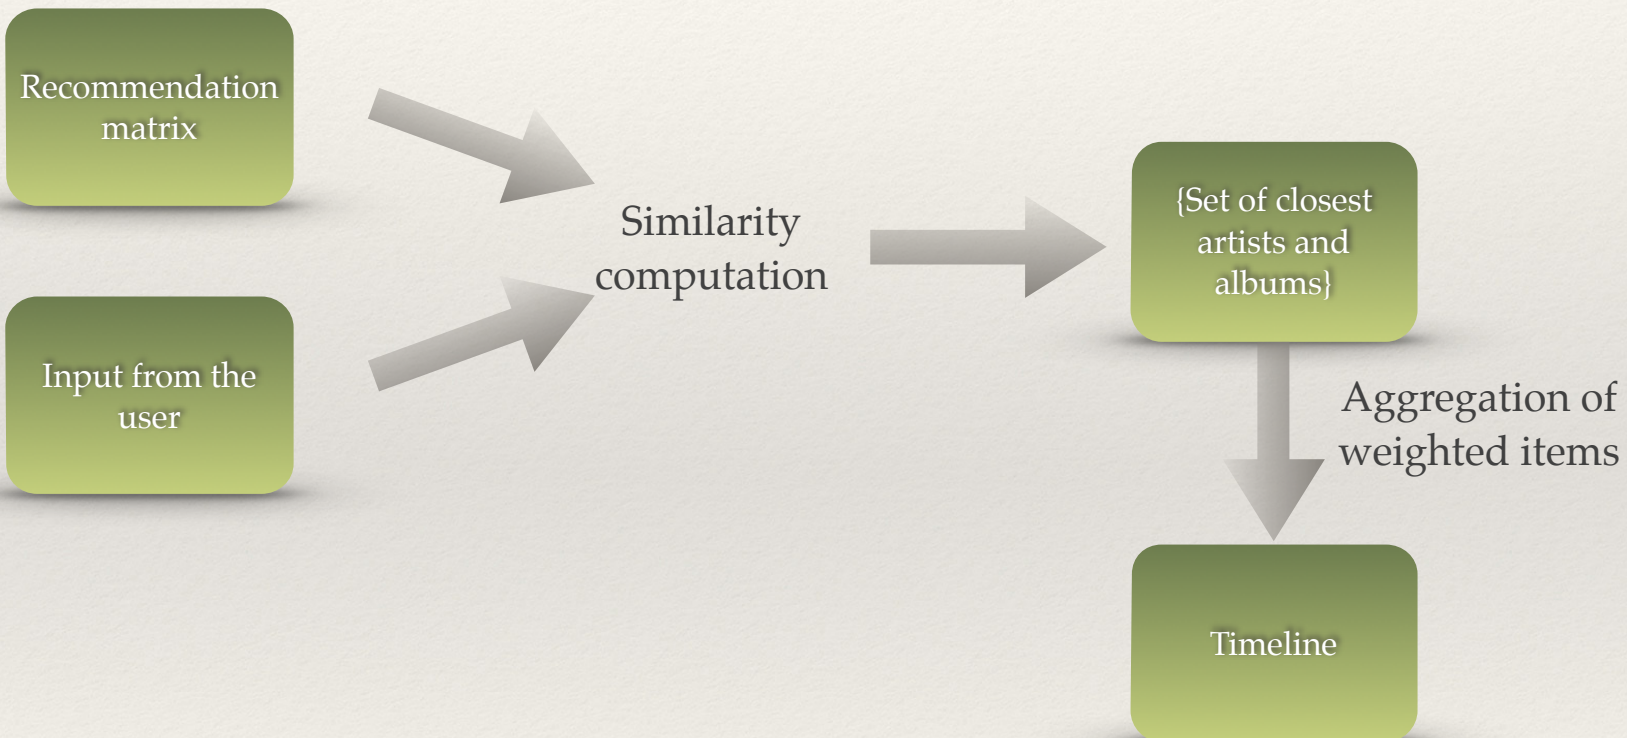 Recommendation
matrix
Input from the
user
Similarity
computation
{Set of closest
artists and
albums}
Aggregation of
weighted items
Timeline